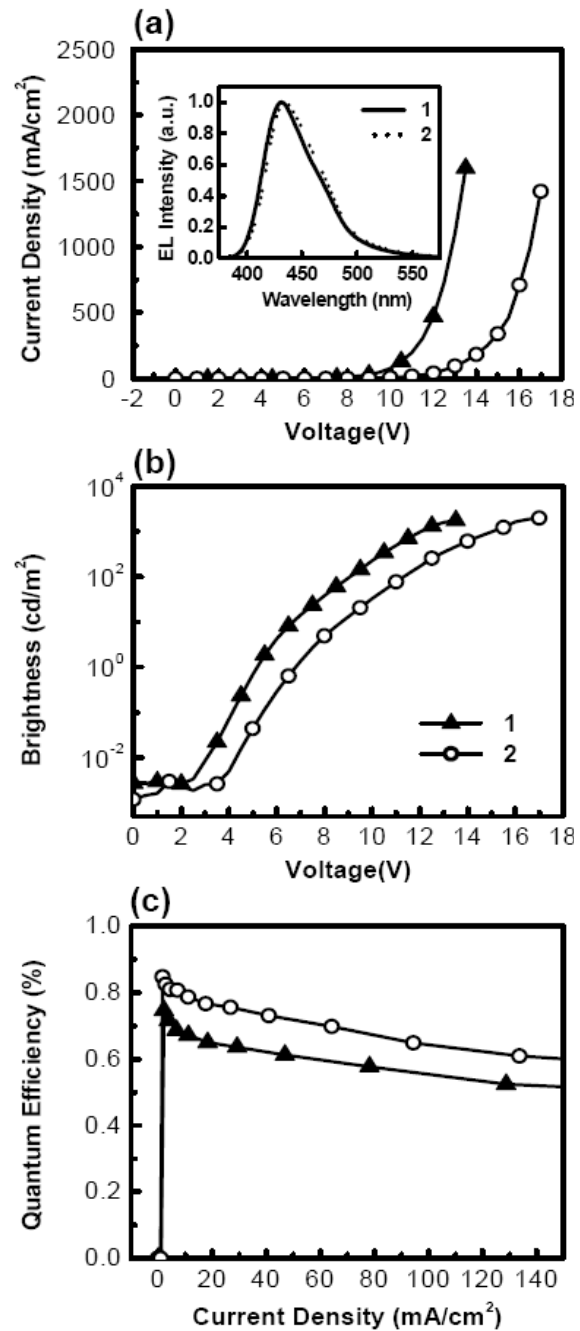 (a)
2500
2000
1500
1000
500
0
Current Density (mA/cm²)
1.0
0.8
0.6
0.4
0.2
0.0
EL Intensity (a.u.)
1
2
400 450 500 550
Wavelength (nm)
-2 0 2 4 6 8 10 12 14 16 18
Voltage(V)
(b)
10⁴
10²
10⁰
10⁻²
Brightness (cd/m²)
1
2
0 2 4 6 8 10 12 14 16 18
Voltage(V)
(c)
1.0
0.8
0.6
0.4
0.2
0.0
Quantum Efficiency (%)
0 20 40 60 80 100 120 140
Current Density (mA/cm²)